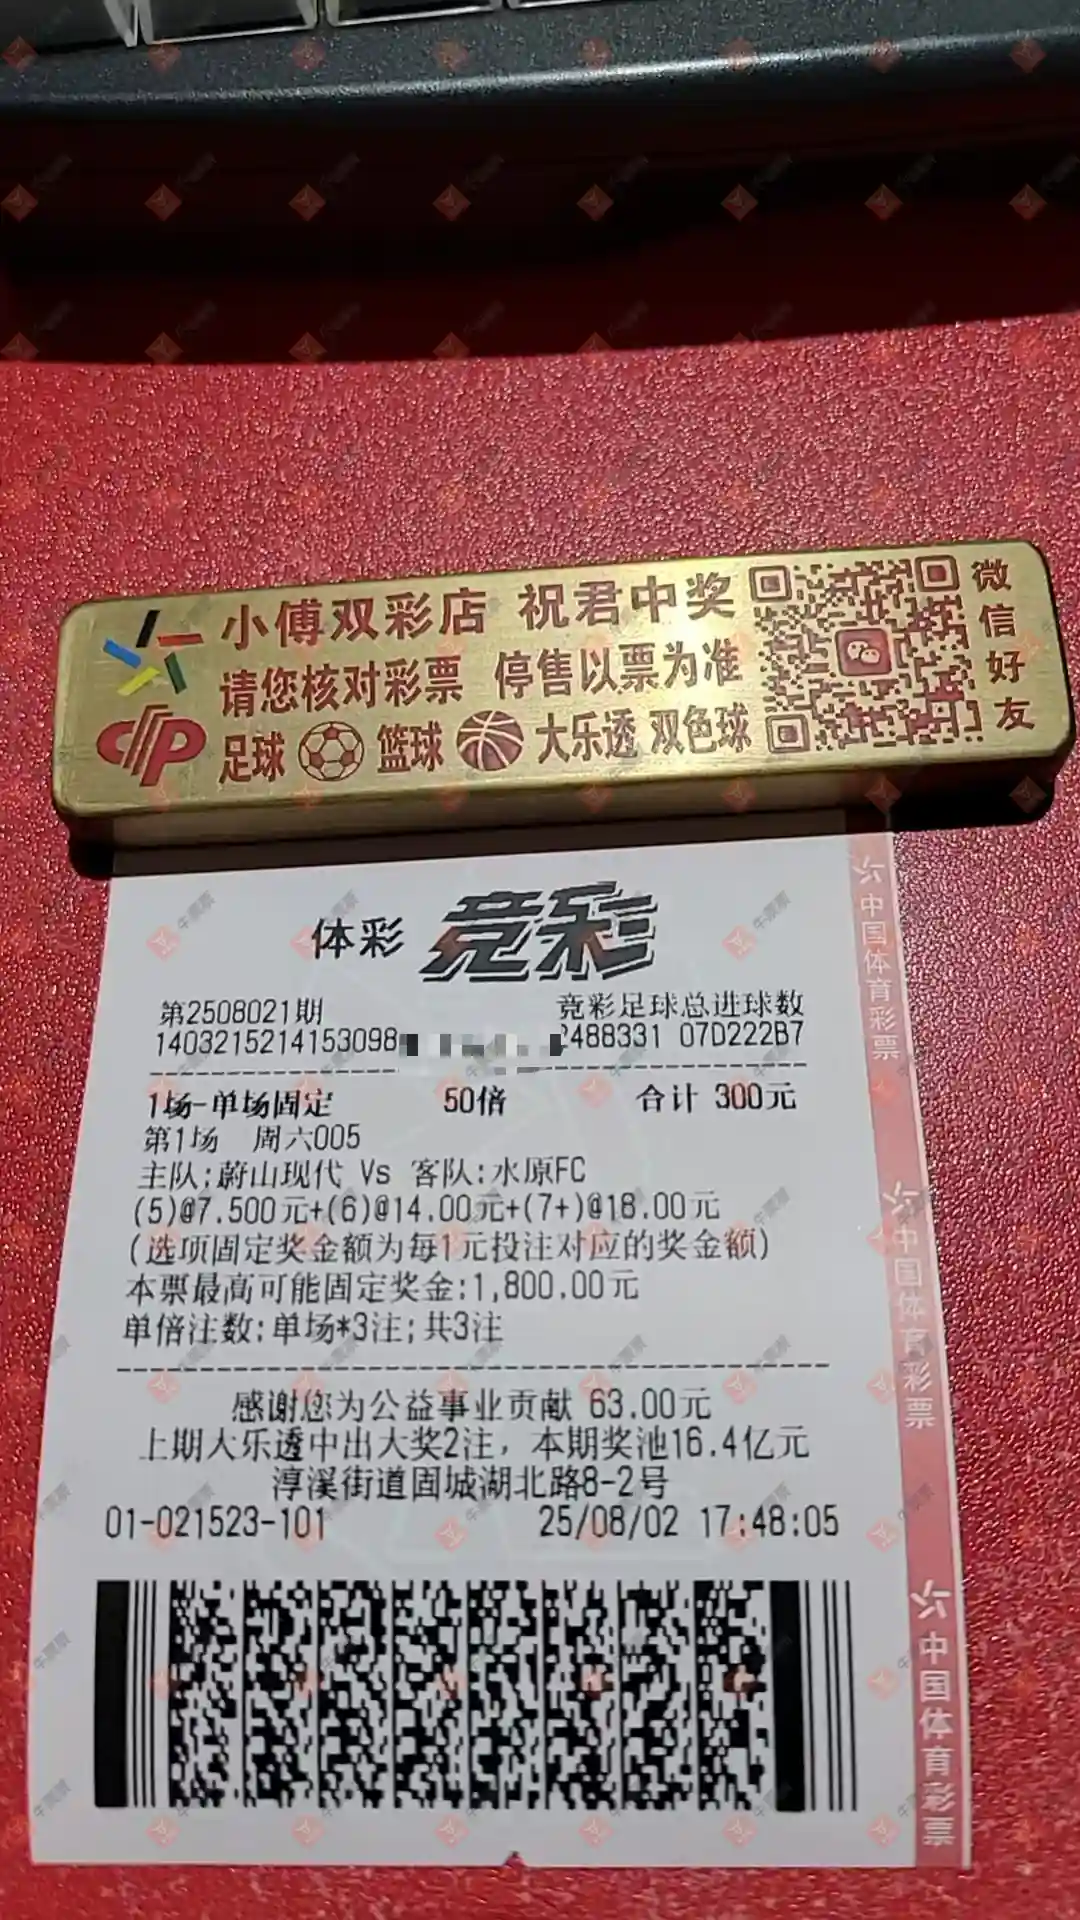 小傅双彩店 祝君中奖
请您核对彩票 停售以票为准
足球 篮球 大乐透 双色球
微信好友
体彩 竞彩
第2508021期 竞彩足球总进球数
1403215214153098 2488331 07D222B7
1场-单场固定 50倍 合计 300元
第1场 周六005
主队:蔚山现代 Vs 客队:水原FC
(5)@7.500元+(6)@14.00元+(7+)@18.00元
(选项固定奖金额为每1元投注对应的奖金额)
本票最高可能固定奖金:1,800.00元
单倍注数:单场*3注;共3注
感谢您为公益事业贡献 63.00元
上期大乐透中出大奖2注，本期奖池16.4亿元
淳溪街道固城湖北路8-2号
01-021523-101 25/08/02 17:48:05
中国体育彩票
中国体育彩票
中国体育彩票